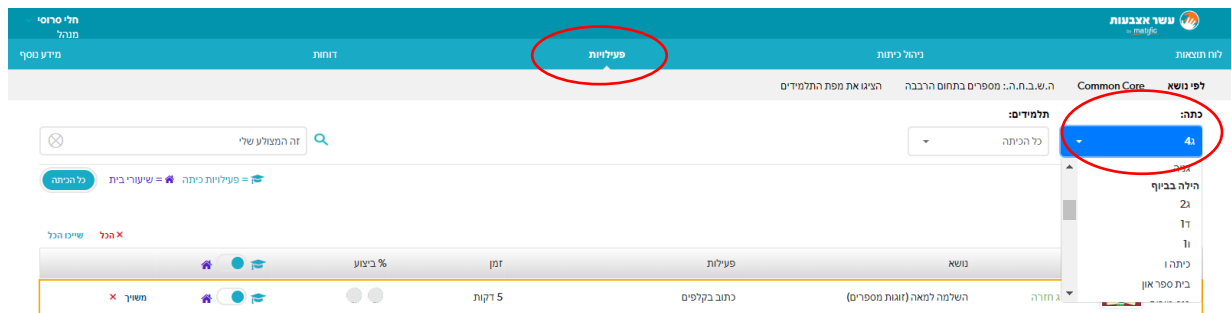 עשר אצבעות
by matific
חלי סרוסי
מנהל
לוח תוצאות
ניהול כיתות
פעילויות
דוחות
מידע נוסף
לפי נושא
Common Core
ה.ש.ב.ח.ה.: מספרים בתחום הרבבה
הציגו את מפת התלמידים
כתה:
תלמידים:
ג4
כל הכיתה
זה המצולע שלי
הילה בביוף
ג2
ד1
ו1
כיתה ו
בית ספר און
= פעילויות כיתה
= שיעורי בית
כל הכיתה
× הכל
שייכו הכל
נושא
פעילות
זמן
% ביצוע
ג חזרה
השלמה למאה (זוגות מספרים)
כתוב בקלפים
5 דקות
משויך ×